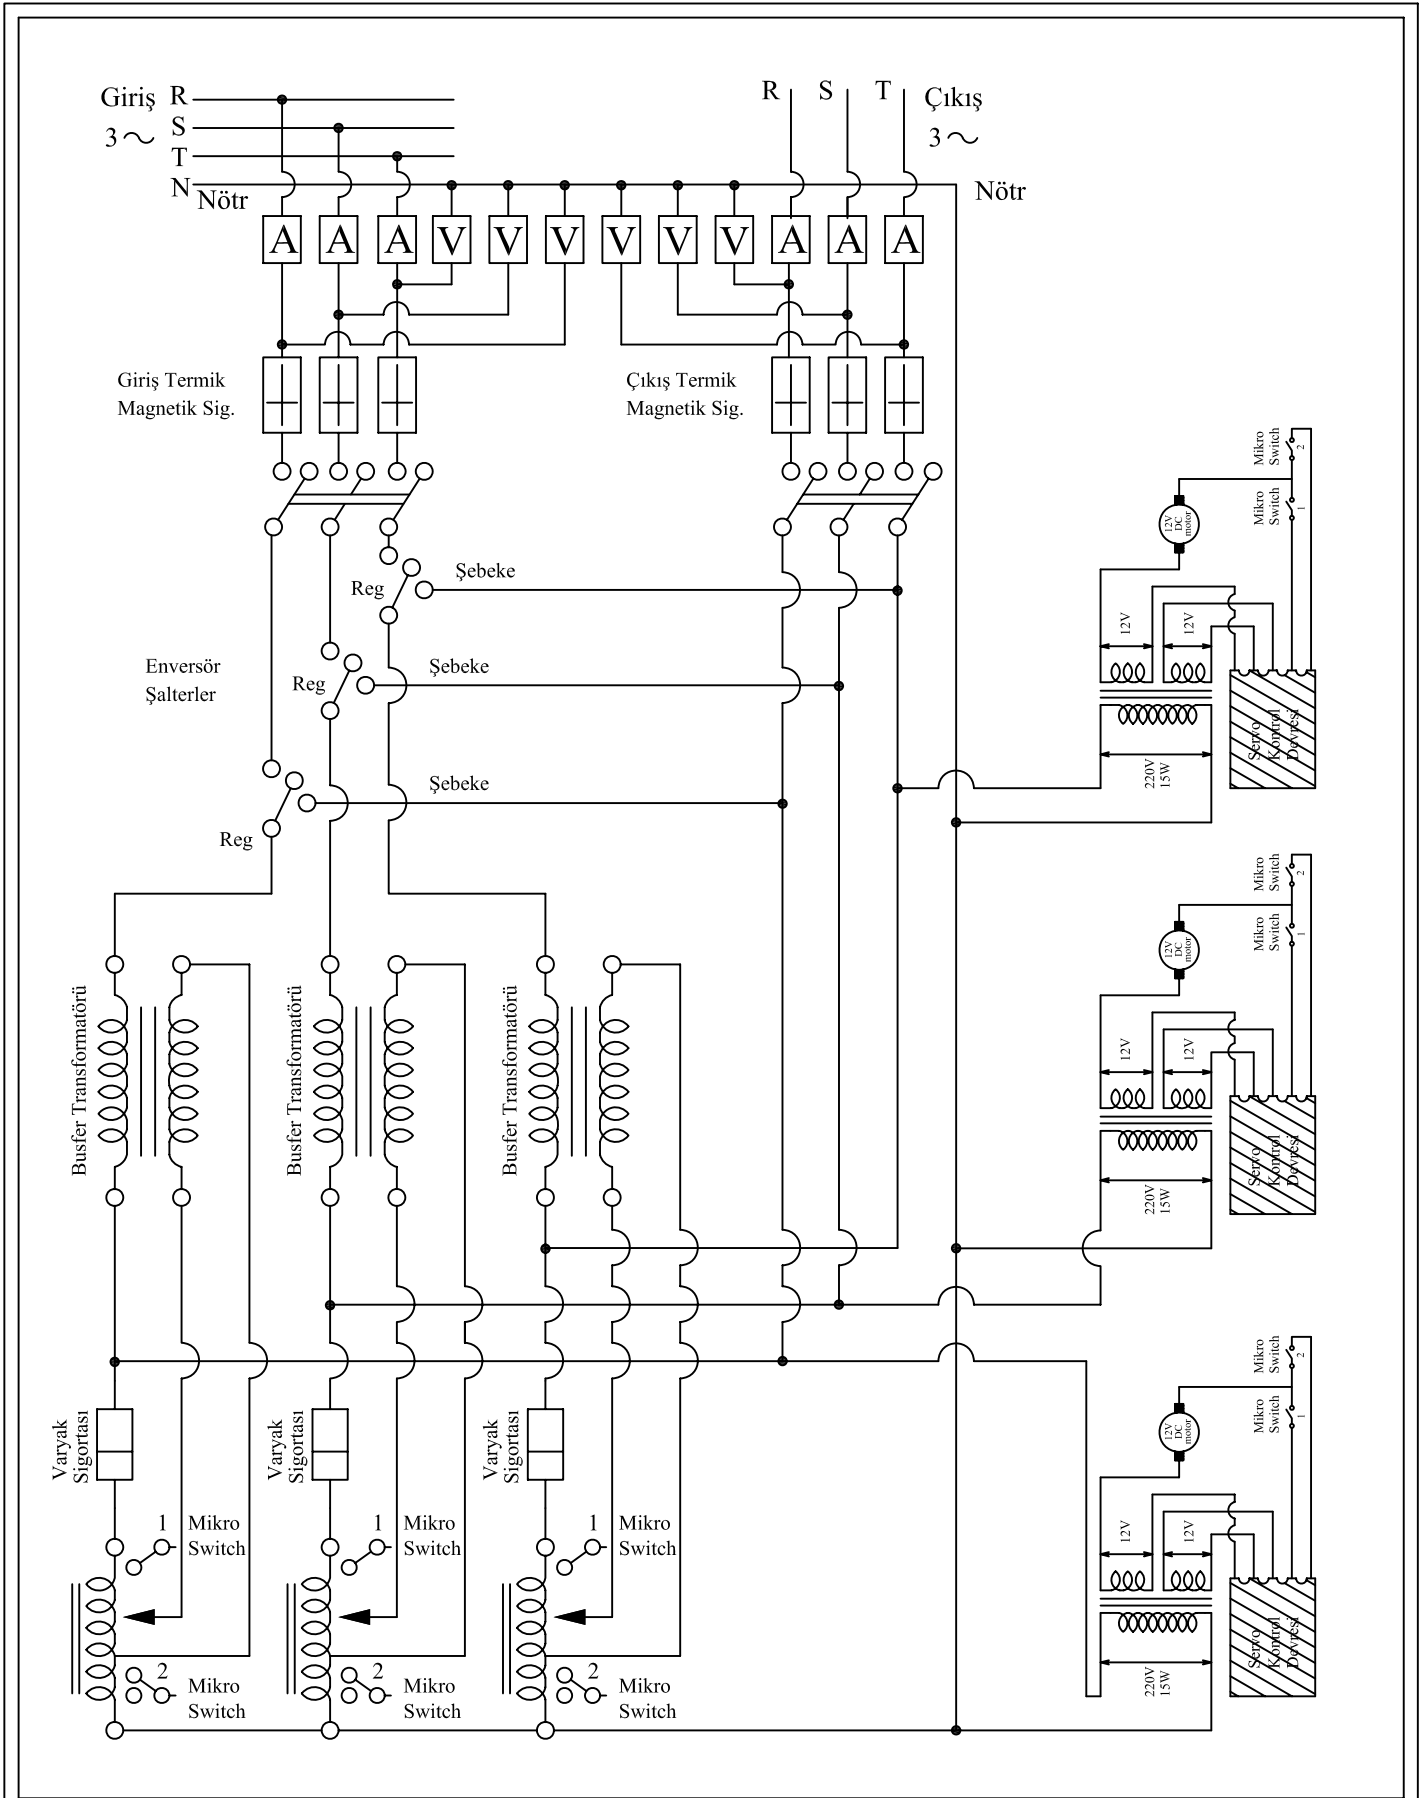 Giriş R
3 S
T
N Nötr
R S T Çıkış
3
Nötr
A A A V V V V V V A A A
Giriş Termik
Magnetik Sig.
Çıkış Termik
Magnetik Sig.
Reg Şebeke
Enversör
Şalterler
Reg Şebeke
Reg Şebeke
Busfer Transformatörü
Busfer Transformatörü
Busfer Transformatörü
Varyak
Sigortası
Varyak
Sigortası
Varyak
Sigortası
1 Mikro
Switch
1 Mikro
Switch
1 Mikro
Switch
2 Mikro
Switch
2 Mikro
Switch
2 Mikro
Switch
Mikro
Switch
2
Mikro
Switch
1
12V
DC
motor
12V
12V
220V
15W
Servo
Kontrol
Devresi
Mikro
Switch
2
Mikro
Switch
1
12V
DC
motor
12V
12V
220V
15W
Servo
Kontrol
Devresi
Mikro
Switch
2
Mikro
Switch
1
12V
DC
motor
12V
12V
220V
15W
Servo
Kontrol
Devresi